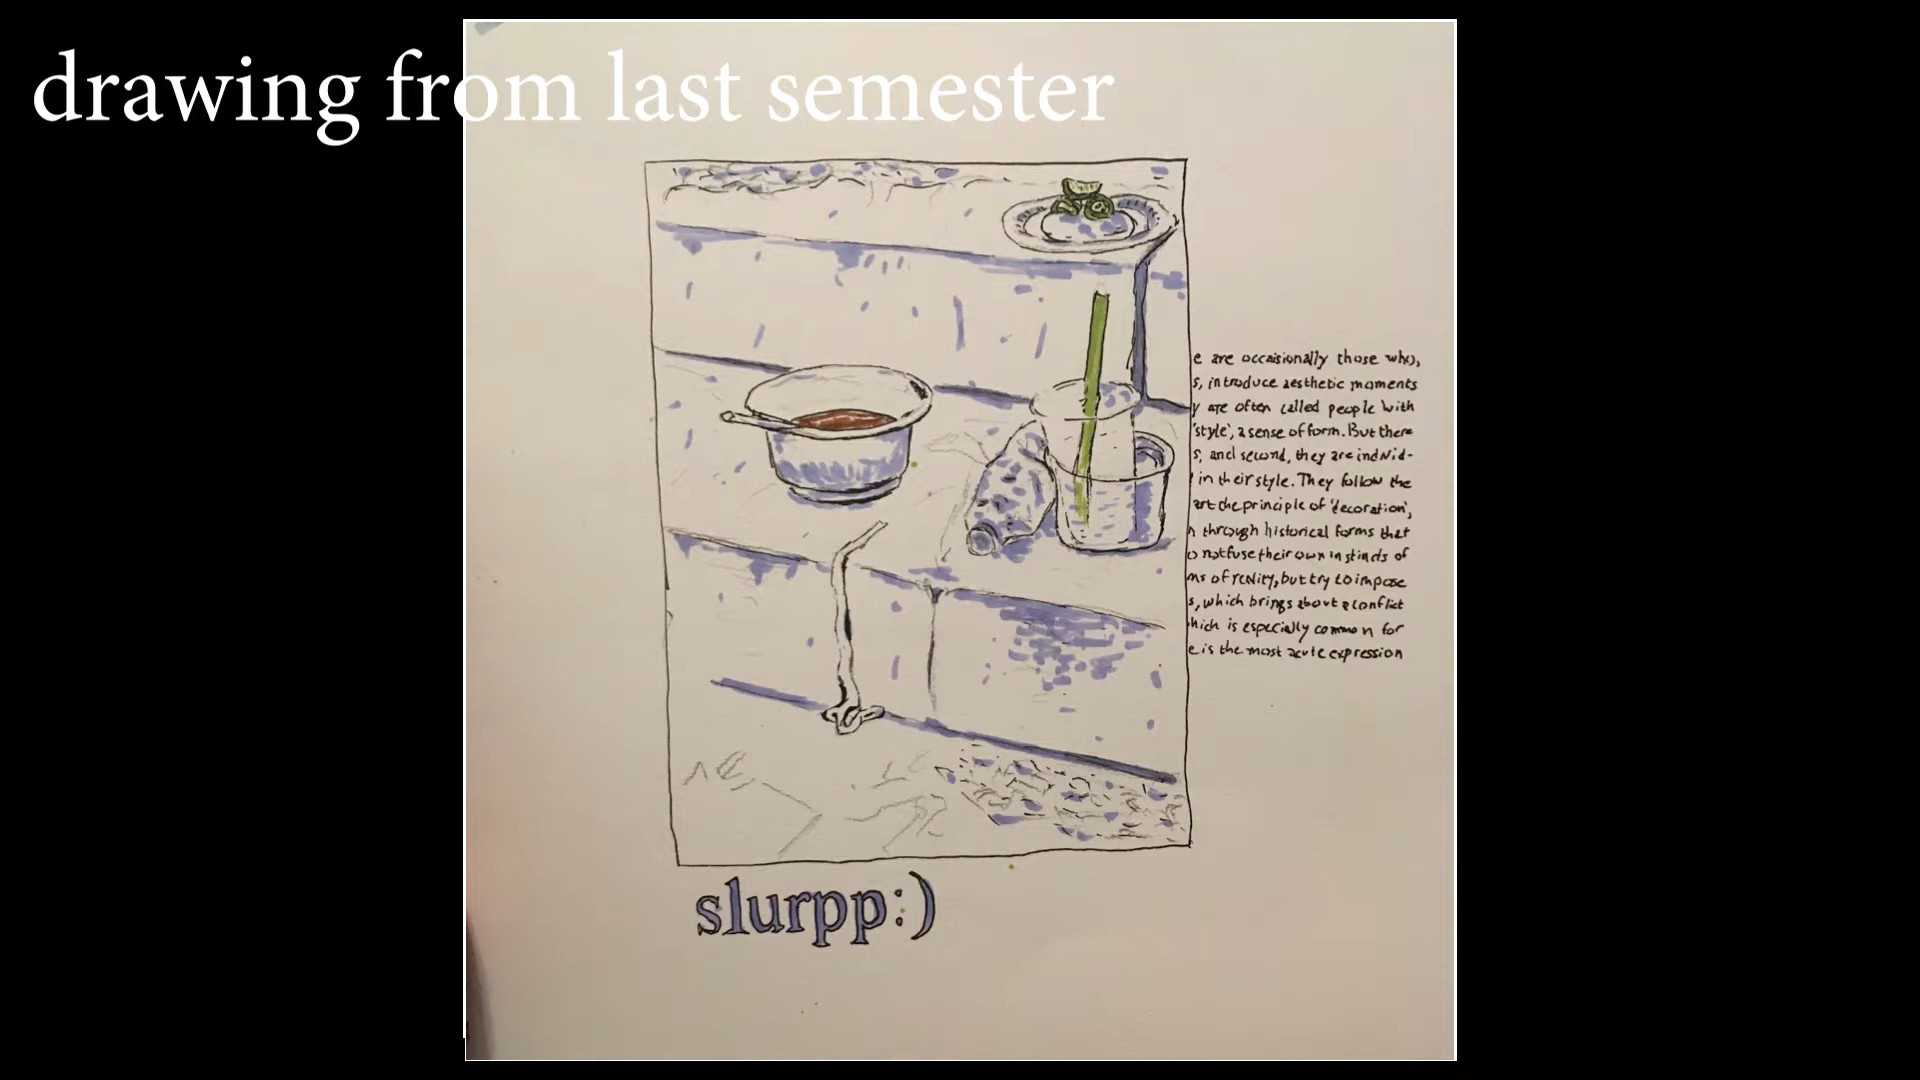 drawing from last semester
e are occaisionally those who,
s, introduce aesthetic moments
y are often called people with
'style', a sense of form. But there
s, and second, they are individ-
in their style. They follow the
art the principle of 'decoration',
n through historical forms that
o not fuse their own instincts of
ms of reality, but try to impose
s, which brings about a conflict
hich is especially common for
e is the most acute expression
slurpp:)